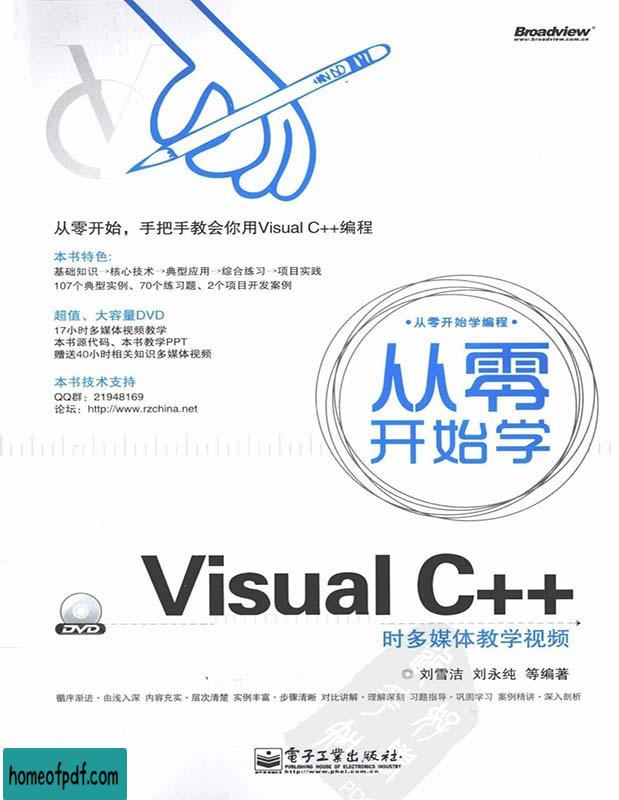 Broadview®
www.broadview.com.cn
从零开始，手把手教会你用Visual C++编程
本书特色:
基础知识→核心技术→典型应用→综合练习→项目实践
107个典型实例、70个练习题、2个项目开发案例
超值、大容量DVD
17小时多媒体视频教学
本书源代码、本书教学PPT
赠送40小时相关知识多媒体视频
本书技术支持
QQ群：21948169
论坛：http://www.rzchina.net
•从零开始学编程•
从零
开始学
Visual C++
DVD
时多媒体教学视频
◎刘雪洁 刘永纯 等编著
循序渐进·由浅入深 内容充实·层次清楚 实例丰富·步骤清晰 对比讲解·理解深刻 习题指导·巩固学习 案例精讲·深入剖析
電子工業出版社·
PUBLISHING HOUSE OF ELECTRONICS INDUSTRY
http://www.phei.com.cn
homeofpdf.com